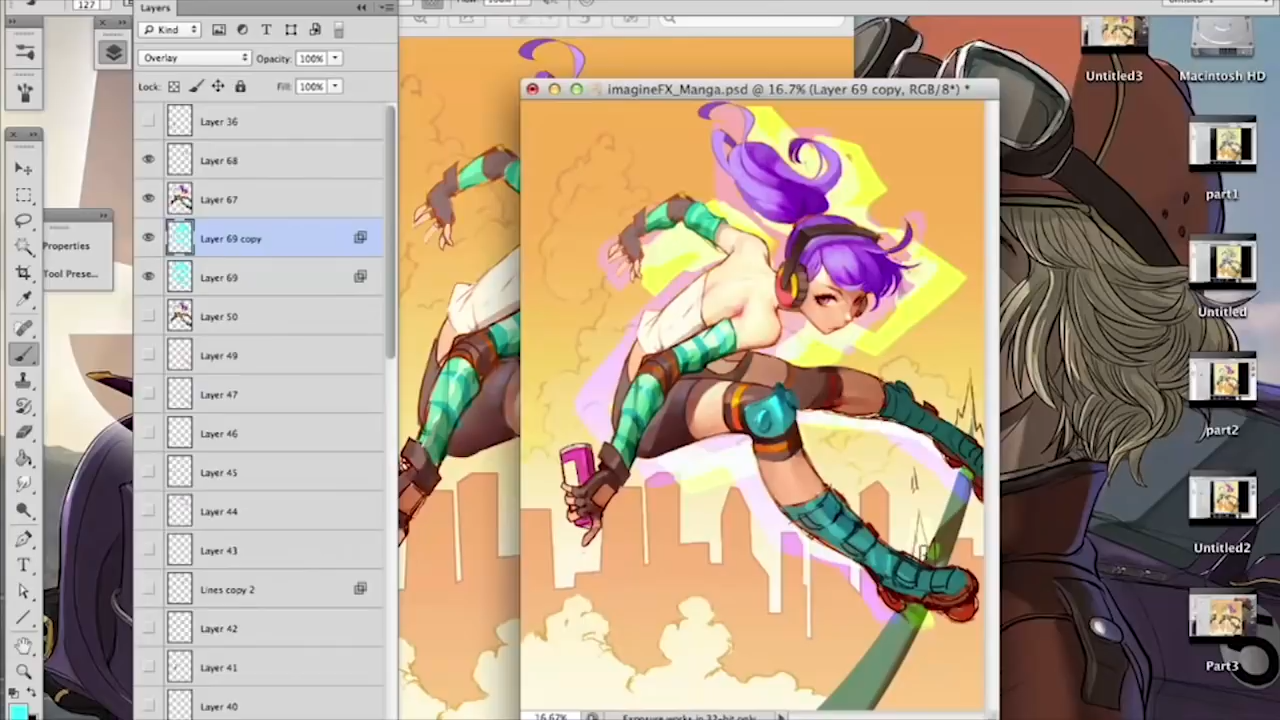 127
Layers
Kind
Overlay
Opacity: 100%
Lock:
Fill: 100%
Layer 36
Layer 68
Layer 67
Layer 69 copy
Layer 69
Layer 50
Layer 49
Layer 47
Layer 46
Layer 45
Layer 44
Layer 43
Lines copy 2
Layer 42
Layer 41
Layer 40
Properties
Tool Prese...
imagineFX_Manga.psd @ 16.7% (Layer 69 copy, RGB/8*) *
16.67%
Exposure works in 32-bit only
Untitled3
Macintosh HD
part1
Untitled
part2
Untitled2
Part3